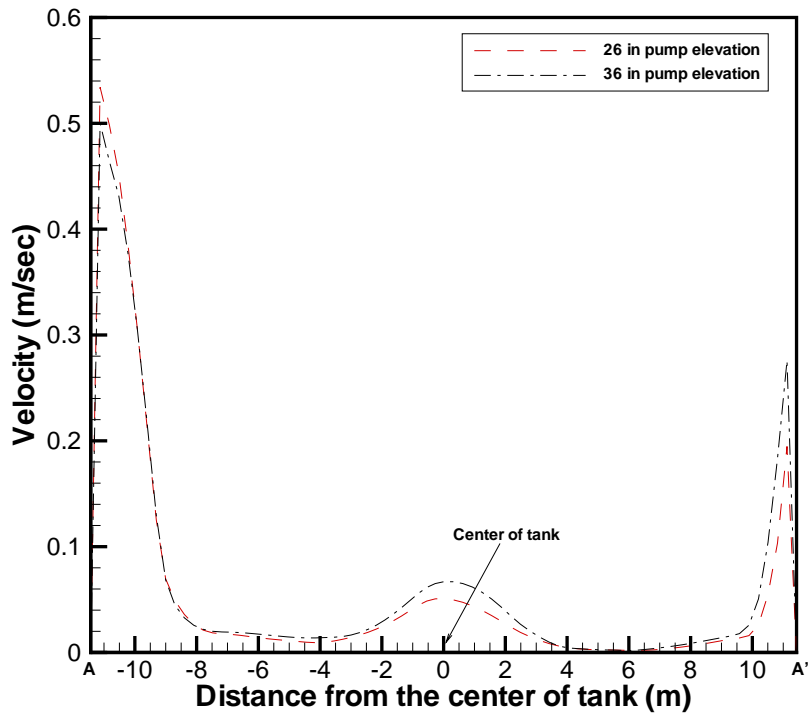 0.6
26 in pump elevation
36 in pump elevation
0.5
0.4
0.3
0.2
0.1
0
Velocity (m/sec)
Center of tank
A -10 -8 -6 -4 -2 0 2 4 6 8 10 A'
Distance from the center of tank (m)